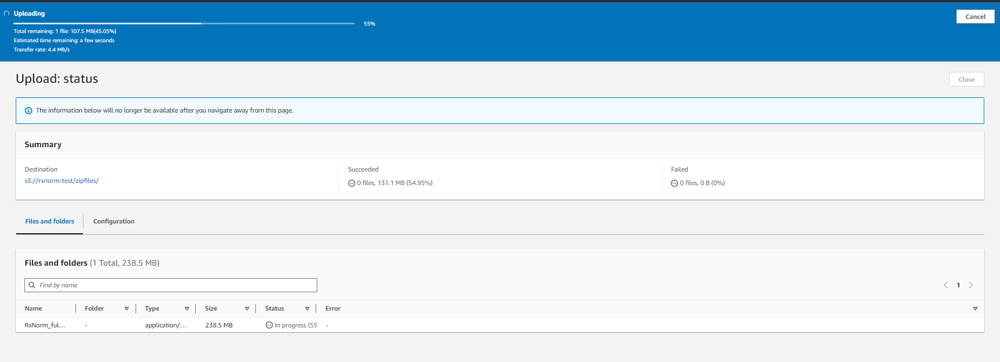 Uploading
Cancel
55%
Total remaining: 1 file: 107.5 MB(45.05%)
Estimated time remaining: a few seconds
Transfer rate: 4.4 MB/s
Upload: status
Close
The information below will no longer be available after you navigate away from this page.
Summary
Destination Succeeded Failed
s3://rxnorm-test/zipfiles/ 0 files, 131.1 MB (54.95%) 0 files, 0 B (0%)
Files and folders Configuration
Files and folders (1 Total, 238.5 MB)
Find by name
1
Name Folder Type Size Status Error
RxNorm_ful... - application/... 238.5 MB In progress (59 -